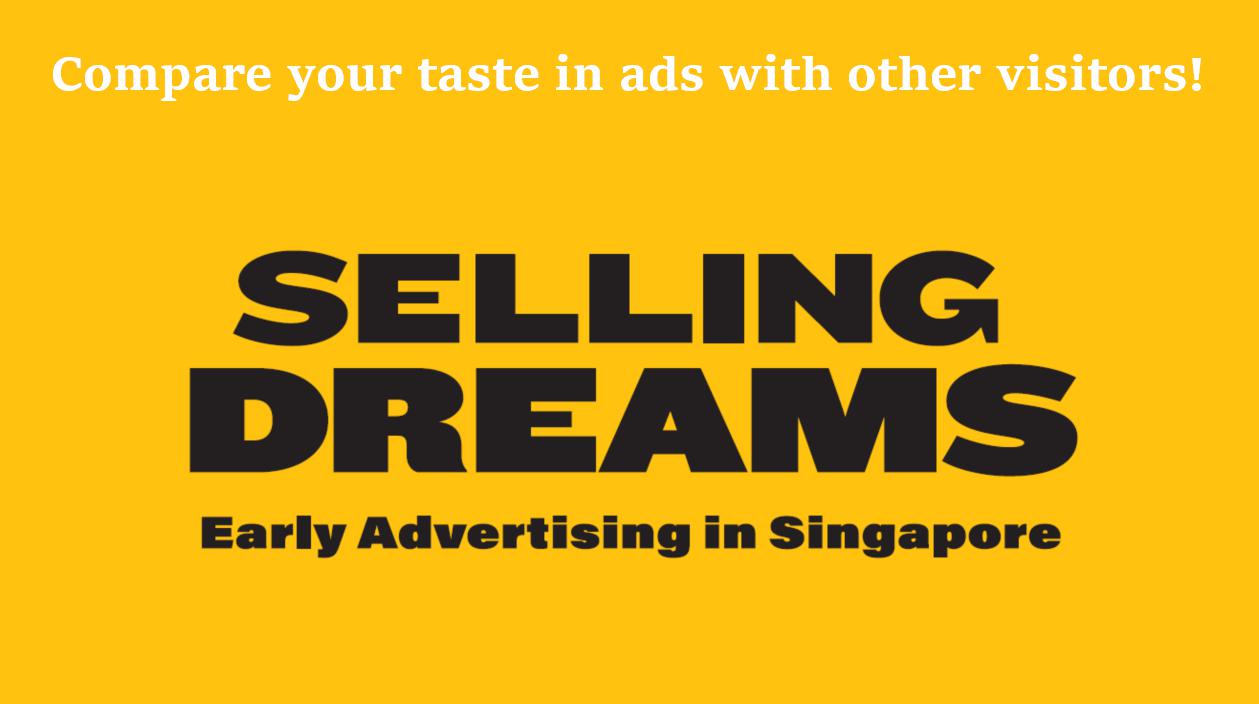 Compare your taste in ads with other visitors!
SELLING
DREAMS
Early Advertising in Singapore